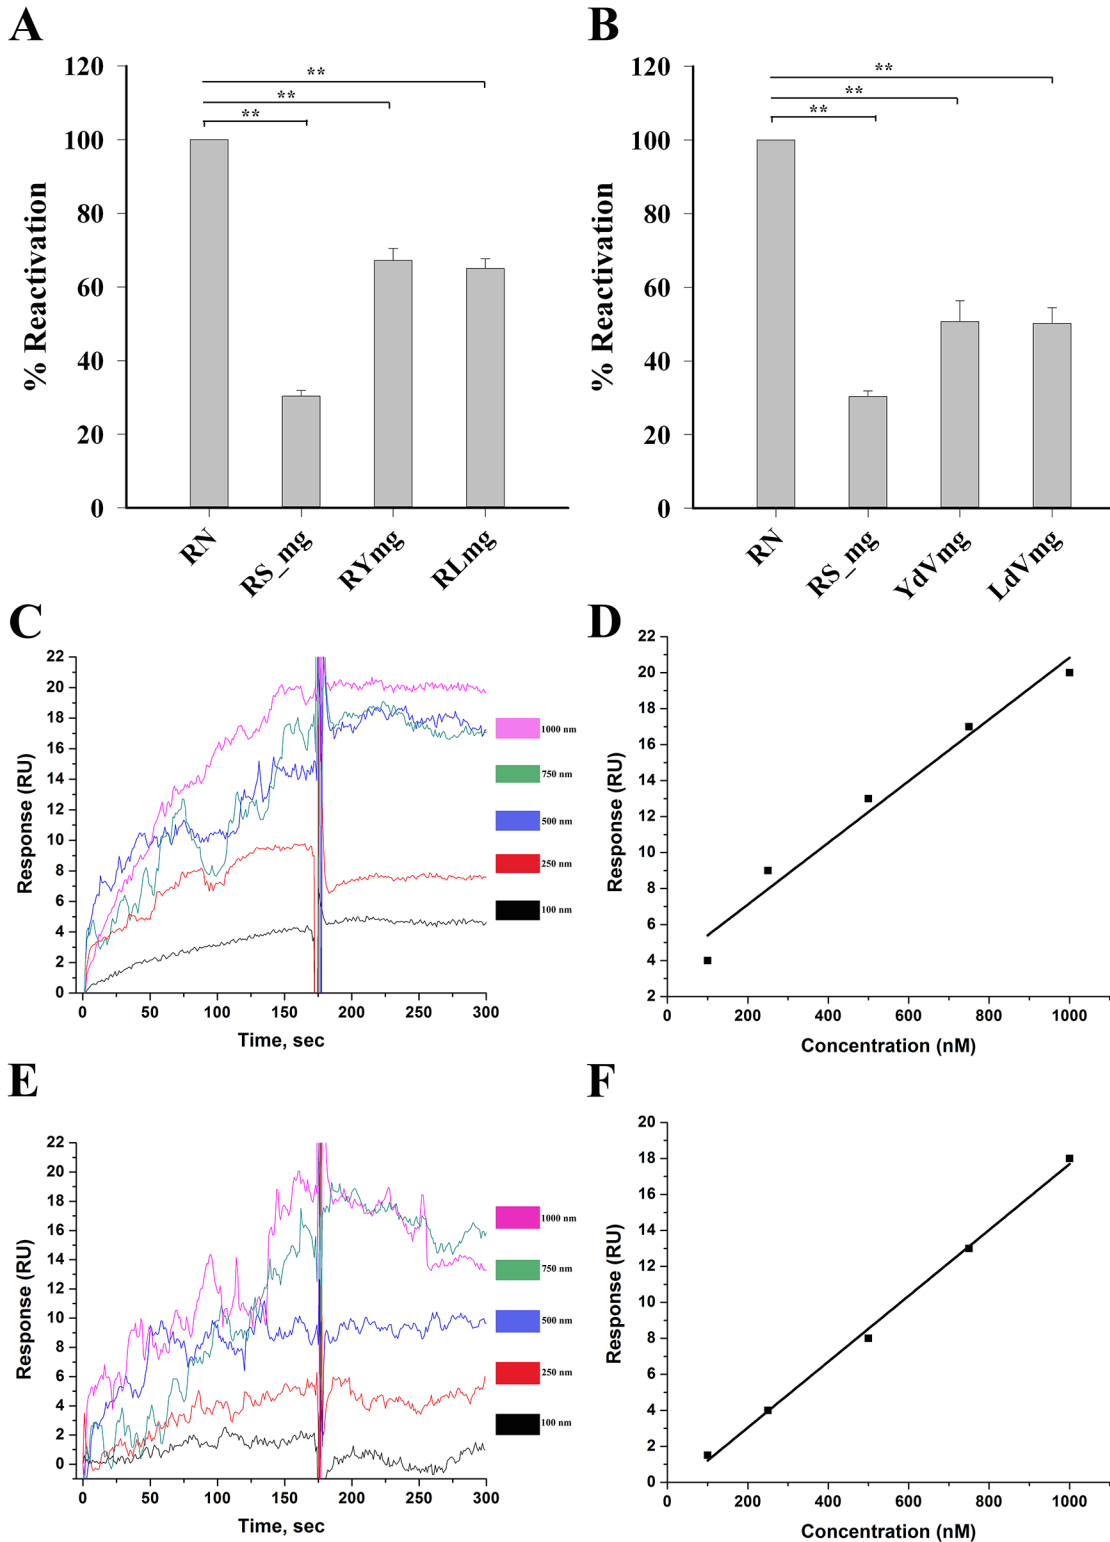 A
% Reactivation
120
100
80
60
40
20
0
**
**
**
RN
RS_mg
RYmg
RLmg
B
% Reactivation
120
100
80
60
40
20
0
**
**
**
RN
RS_mg
YdVmg
LdVmg
C
Response (RU)
22
20
18
16
14
12
10
8
6
4
2
0
0 50 100 150 200 250 300
Time, sec
1000 nm
750 nm
500 nm
250 nm
100 nm
D
Response (RU)
22
20
18
16
14
12
10
8
6
4
2
0 200 400 600 800 1000
Concentration (nM)
E
Response (RU)
22
20
18
16
14
12
10
8
6
4
2
0
0 50 100 150 200 250 300
Time, sec
1000 nm
750 nm
500 nm
250 nm
100 nm
F
Response (RU)
20
18
16
14
12
10
8
6
4
2
0
0 200 400 600 800 1000
Concentration (nM)